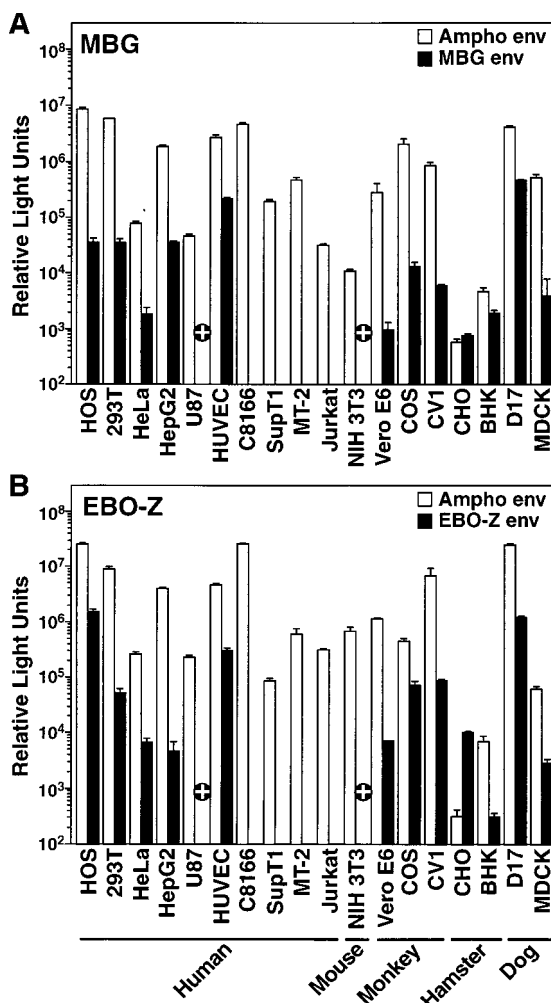 A
MBG
Ampho env
MBG env
Relative Light Units
10⁸
10⁷
10⁶
10⁵
10⁴
10³
10²
HOS
293T
HeLa
HepG2
U87
HUVEC
C8166
SupT1
MT-2
Jurkat
NIH 3T3
Vero E6
COS
CV1
CHO
BHK
D17
MDCK
B
EBO-Z
Ampho env
EBO-Z env
Relative Light Units
10⁸
10⁷
10⁶
10⁵
10⁴
10³
10²
HOS
293T
HeLa
HepG2
U87
HUVEC
C8166
SupT1
MT-2
Jurkat
NIH 3T3
Vero E6
COS
CV1
CHO
BHK
D17
MDCK
Human
Mouse
Monkey
Hamster
Dog